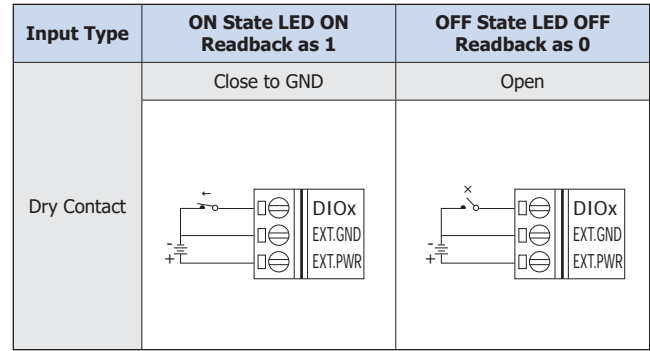 Input Type
ON State LED ON
Readback as 1
OFF State LED OFF
Readback as 0
Dry Contact
Close to GND
Open
←
DIOx
EXT.GND
EXT.PWR
-
+
×
DIOx
EXT.GND
EXT.PWR
-
+